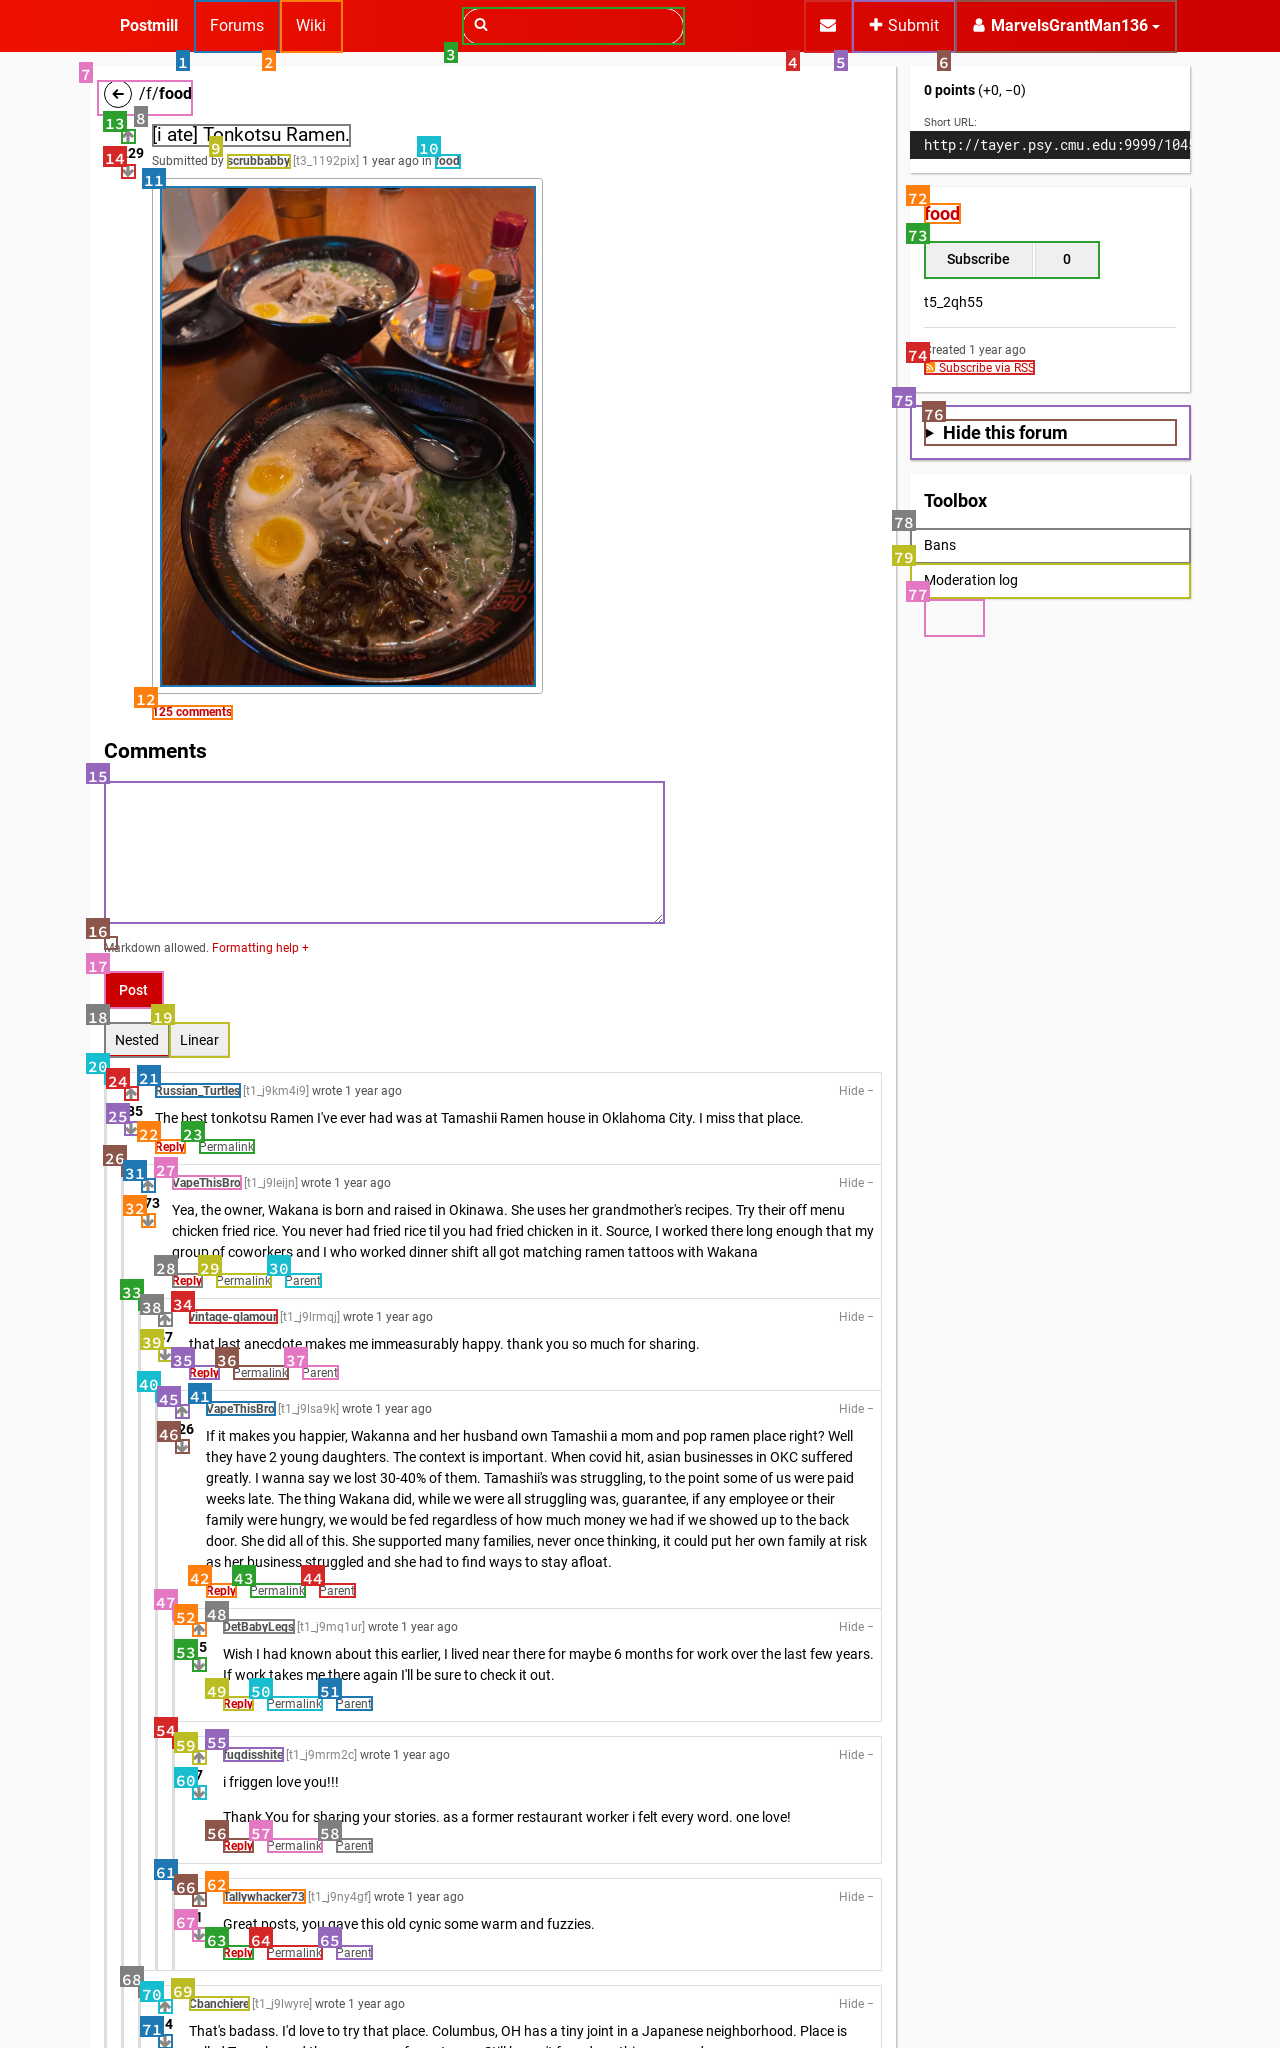 Postmill
Forums
Wiki
Submit
MarvelsGrantMan136
1
2
3
4
5
6
7
/f/food
8
13
[i ate] Tonkotsu Ramen.
14
29
9
10
Submitted by scrubbabby [t3_1192pix] 1 year ago in food
11
12
125 comments
Comments
15
16
Markdown allowed. Formatting help +
17
Post
18
19
Nested
Linear
20
24
21
Russian_Turtles [t1_j9km4i9] wrote 1 year ago
Hide −
25
35
The best tonkotsu Ramen I've ever had was at Tamashii Ramen house in Oklahoma City. I miss that place.
22
23
Reply
Permalink
26
31
27
VapeThisBro [t1_j9leijn] wrote 1 year ago
Hide −
32
73
Yea, the owner, Wakana is born and raised in Okinawa. She uses her grandmother's recipes. Try their off menu
chicken fried rice. You never had fried rice til you had fried chicken in it. Source, I worked there long enough that my
group of coworkers and I who worked dinner shift all got matching ramen tattoos with Wakana
28
29
30
Reply
Permalink
Parent
33
38
34
vintage-glamour [t1_j9lrmqj] wrote 1 year ago
Hide −
39
7
that last anecdote makes me immeasurably happy. thank you so much for sharing.
35
36
37
Reply
Permalink
Parent
40
45
41
VapeThisBro [t1_j9lsa9k] wrote 1 year ago
Hide −
46
26
If it makes you happier, Wakanna and her husband own Tamashii a mom and pop ramen place right? Well
they have 2 young daughters. The context is important. When covid hit, asian businesses in OKC suffered
greatly. I wanna say we lost 30-40% of them. Tamashii's was struggling, to the point some of us were paid
weeks late. The thing Wakana did, while we were all struggling was, guarantee, if any employee or their
family were hungry, we would be fed regardless of how much money we had if we showed up to the back
door. She did all of this. She supported many families, never once thinking, it could put her own family at risk
as her business struggled and she had to find ways to stay afloat.
42
43
44
Reply
Permalink
Parent
47
52
48
DetBabyLegs [t1_j9mq1ur] wrote 1 year ago
Hide −
53
5
Wish I had known about this earlier, I lived near there for maybe 6 months for work over the last few years.
If work takes me there again I'll be sure to check it out.
49
50
51
Reply
Permalink
Parent
54
59
55
fuqdisshite [t1_j9mrm2c] wrote 1 year ago
Hide −
60
7
i friggen love you!!!
Thank You for sharing your stories. as a former restaurant worker i felt every word. one love!
56
57
58
Reply
Permalink
Parent
61
66
62
Tallywhacker73 [t1_j9ny4gf] wrote 1 year ago
Hide −
67
1
Great posts, you gave this old cynic some warm and fuzzies.
63
64
65
Reply
Permalink
Parent
68
70
69
Cbanchiere [t1_j9lwyre] wrote 1 year ago
Hide −
71
4
That's badass. I'd love to try that place. Columbus, OH has a tiny joint in a Japanese neighborhood. Place is
0 points (+0, −0)
Short URL:
http://tayer.psy.cmu.edu:9999/1045
72
food
73
Subscribe
0
t5_2qh55
74
Created 1 year ago
Subscribe via RSS
75
76
Hide this forum
Toolbox
78
Bans
79
Moderation log
77